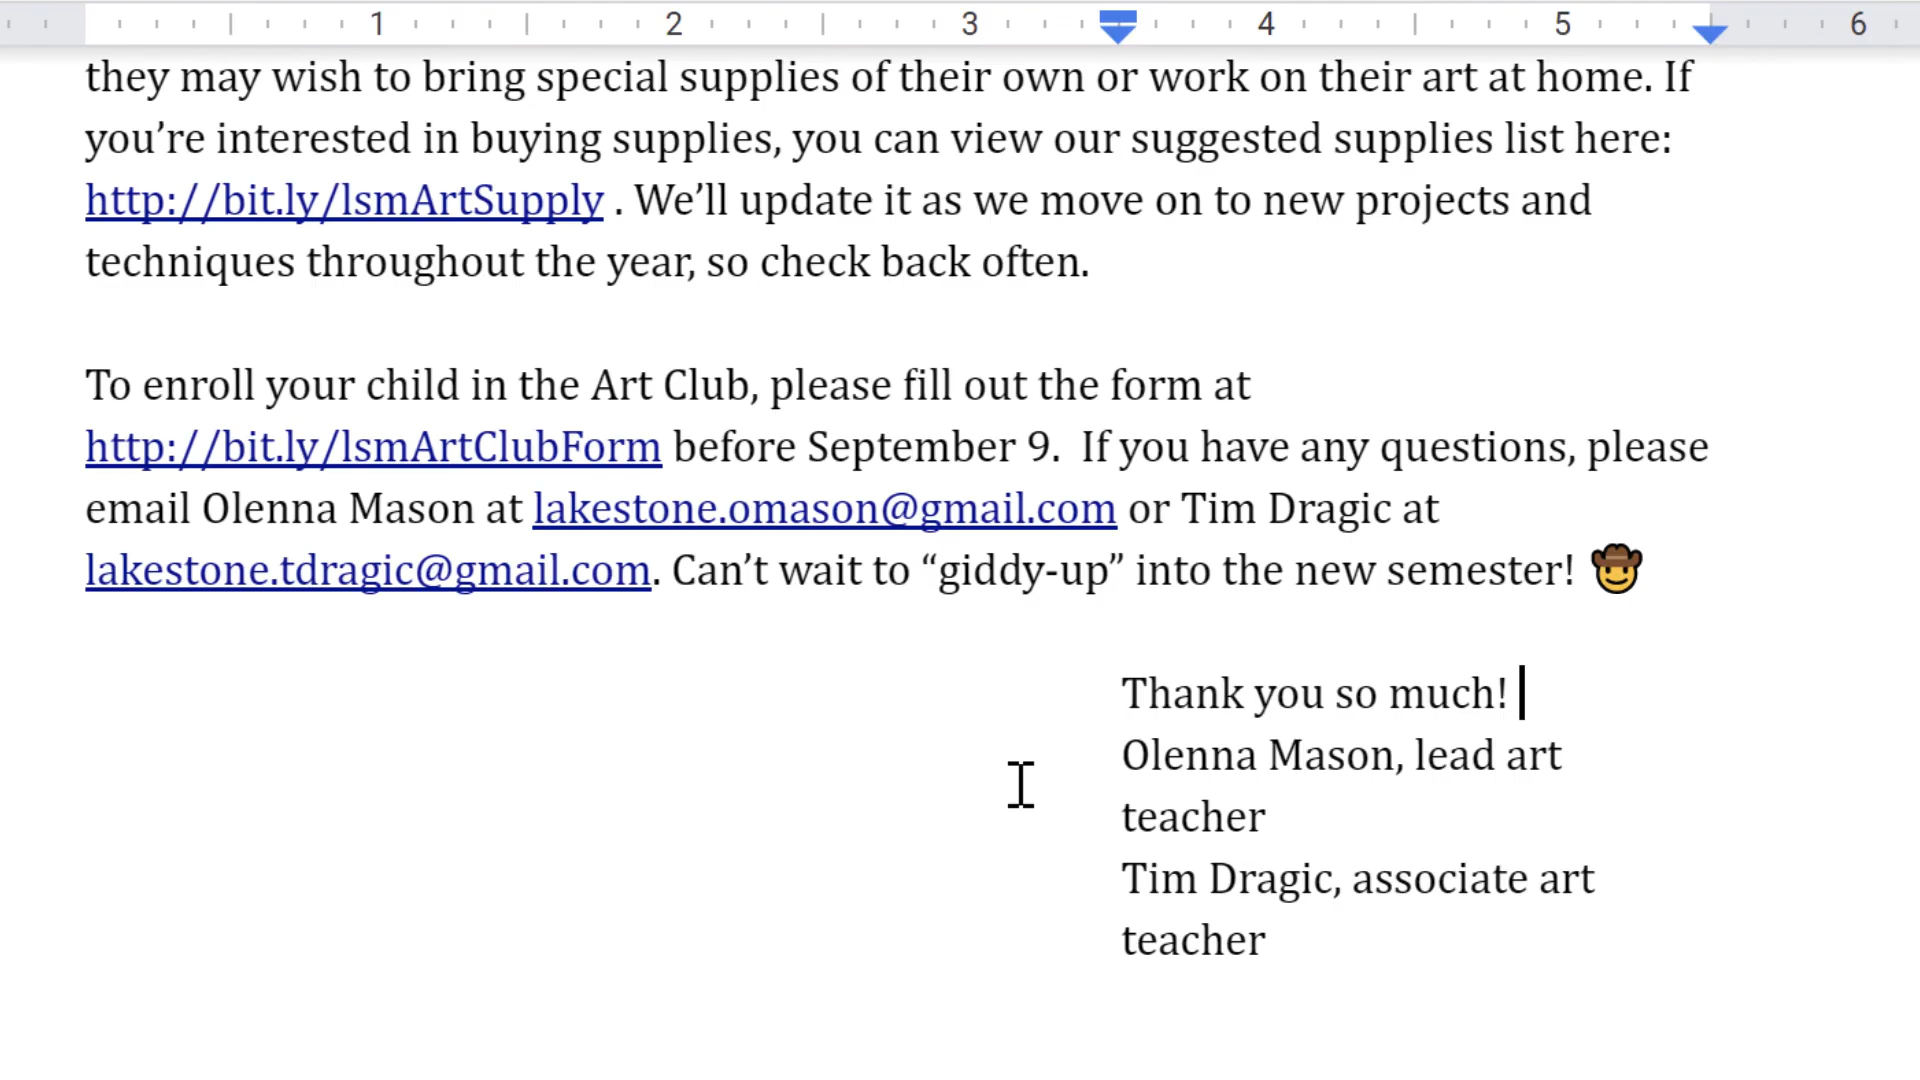 1 2 3 4 5 6
they may wish to bring special supplies of their own or work on their art at home. If
you’re interested in buying supplies, you can view our suggested supplies list here:
http://bit.ly/lsmArtSupply . We’ll update it as we move on to new projects and
techniques throughout the year, so check back often.
To enroll your child in the Art Club, please fill out the form at
http://bit.ly/lsmArtClubForm before September 9.  If you have any questions, please
email Olenna Mason at lakestone.omason@gmail.com or Tim Dragic at
lakestone.tdragic@gmail.com. Can’t wait to “giddy-up” into the new semester! 🤠
Thank you so much!
Olenna Mason, lead art
teacher
Tim Dragic, associate art
teacher